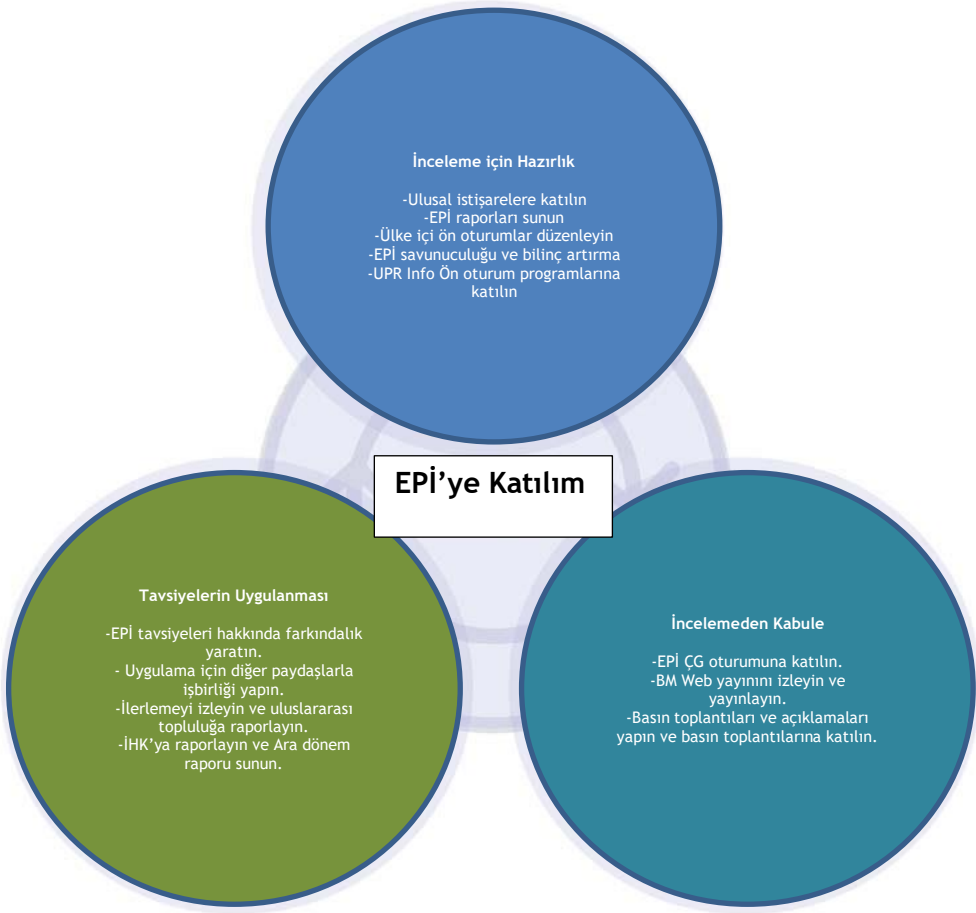 İnceleme için Hazırlık
-Ulusal istişarelere katılın
-EPİ raporları sunun
-Ülke içi ön oturumlar düzenleyin
-EPİ savunuculuğu ve bilinç artırma
-UPR Info Ön oturum programlarına
katılın
EPİ’ye Katılım
Tavsiyelerin Uygulanması
-EPİ tavsiyeleri hakkında farkındalık
yaratın.
- Uygulama için diğer paydaşlarla
işbirliği yapın.
-İlerlemeyi izleyin ve uluslararası
topluluğa raporlayın.
-İHK’ya raporlayın ve Ara dönem
raporu sunun.
İncelemeden Kabule
-EPİ ÇG oturumuna katılın.
-BM Web yayınını izleyin ve
yayınlayın.
-Basın toplantıları ve açıklamaları
yapın ve basın toplantılarına katılın.